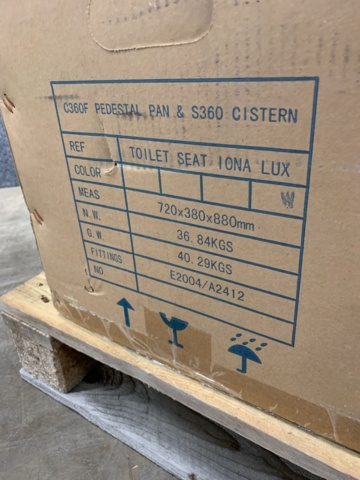 C360F PEDESTAL PAN & S360 CISTERN
REF TOILET SEAT IONA LUX
COLOR W
MEAS 720x380x880mm
N.W. 36.84KGS
G.W. 40.29KGS
FITTINGS E2004/A2412
NO